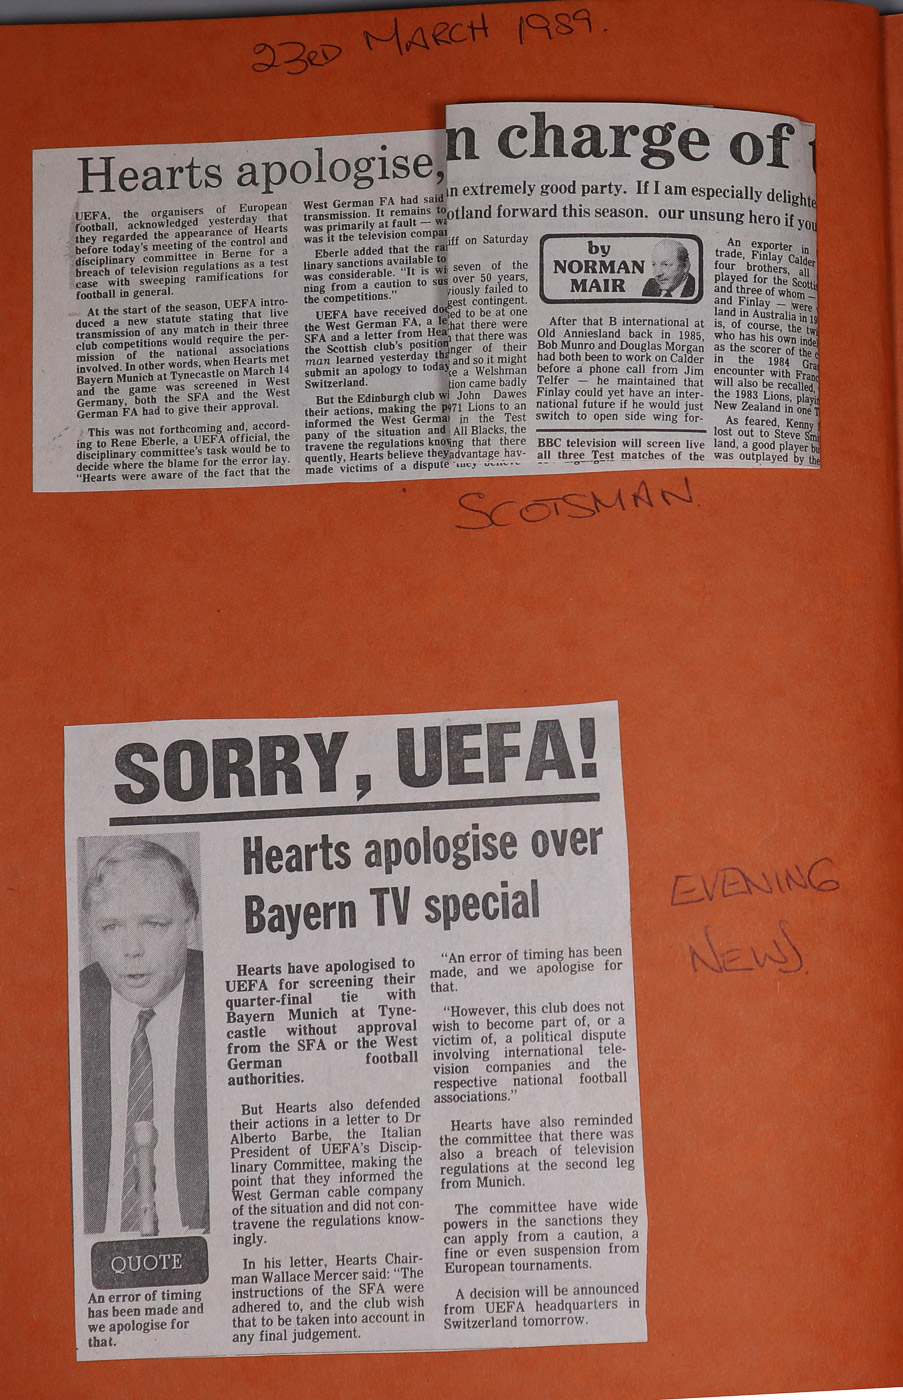 23RD MARCH 1989.
Hearts apologise,
UEFA, the organisers of European
football, acknowledged yesterday that
they regarded the appearance of Hearts
before today's meeting of the control and
disciplinary committee in Berne for a
breach of television regulations as a test
case with sweeping ramifications for
football in general.
At the start of the season, UEFA intro-
duced a new statute stating that live
transmission of any match in their three
club competitions would require the per-
mission of the national associations
involved. In other words, when Hearts met
Bayern Munich at Tynecastle on March 14
and the game was screened in West
Germany, both the SFA and the West
German FA had to give their approval.
This was not forthcoming and, accord-
ing to Rene Eberle, a UEFA official, the
disciplinary committee's task would be to
decide where the blame for the error lay.
"Hearts were aware of the fact that the
West German FA had said
transmission. It remains to
was primarily at fault —
was it the television
Eberle added that the
linary sanctions available to
was considerable. "It is
ning from a caution to
the competitions."
UEFA have received
the West German FA, a
SFA and a letter from
the Scottish club's position
man learned yesterday
submit an apology to today
Switzerland.
But the Edinburgh club
their actions, making the
informed the West
pany of the situation and
travene the regulations
quently, Hearts believe they
made victims of a dispute
n charge of
n extremely good party. If I am especially
otland forward this season. our unsung hero if you
iff on Saturday
seven of the
over 50 years,
viously failed to
gest contingent.
to be at one
that there were
that there was
nger of their
and so it might
a Welshman
tion came badly
John Dawes
1971 Lions to an
in the Test
All Blacks, the
ing that there
advantage hav-
by
NORMAN
MAIR
After that B international at
Old Anniesland back in 1985,
Bob Munro and Douglas Morgan
had both been to work on Calder
before a phone call from Jim
Telfer — he maintained that
Finlay could yet have an inter-
national future if he would just
switch to open side wing for-
BBC television will screen live
all three Test matches of the
An exporter in
trade, Finlay Calder
four brothers, all
played for the
and three of whom —
and Finlay — were
land in Australia in
is, of course, the
who has his own
as the scorer of the
in the 1984
encounter with
will also be recalled
the 1983 Lions,
New Zealand in one
As feared, Kenny
lost out to Steve
land, a good player
was outplayed by the
SCOTSMAN.
SORRY, UEFA!
Hearts apologise over
Bayern TV special
Hearts have apologised to
UEFA for screening their
quarter-final tie with
Bayern Munich at Tyne-
castle without approval
from the SFA or the West
German football
authorities.
But Hearts also defended
their actions in a letter to Dr
Alberto Barbe, the Italian
President of UEFA's Discip-
linary Committee, making the
point that they informed the
West German cable company
of the situation and did not con-
travene the regulations know-
ingly.
In his letter, Hearts Chair-
man Wallace Mercer said: "The
instructions of the SFA were
adhered to, and the club wish
that to be taken into account in
any final judgement.
"An error of timing has been
made, and we apologise for
that.
"However, this club does not
wish to become part of, or a
victim of, a political dispute
involving international tele-
vision companies and the
respective national football
associations."
Hearts have also reminded
the committee that there was
also a breach of television
regulations at the second leg
from Munich.
The committee have wide
powers in the sanctions they
can apply from a caution, a
fine or even suspension from
European tournaments.
A decision will be announced
from UEFA headquarters in
Switzerland tomorrow.
QUOTE
An error of timing
has been made and
we apologise for
that.
EVENING
NEWS.